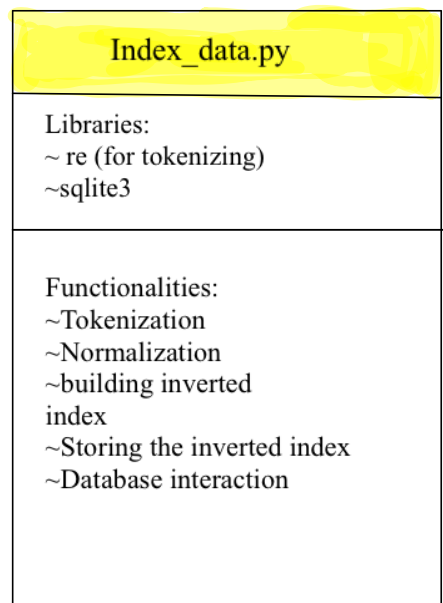 Index_data.py
Libraries:
~ re (for tokenizing)
~sqlite3
Functionalities:
~Tokenization
~Normalization
~building inverted
index
~Storing the inverted index
~Database interaction